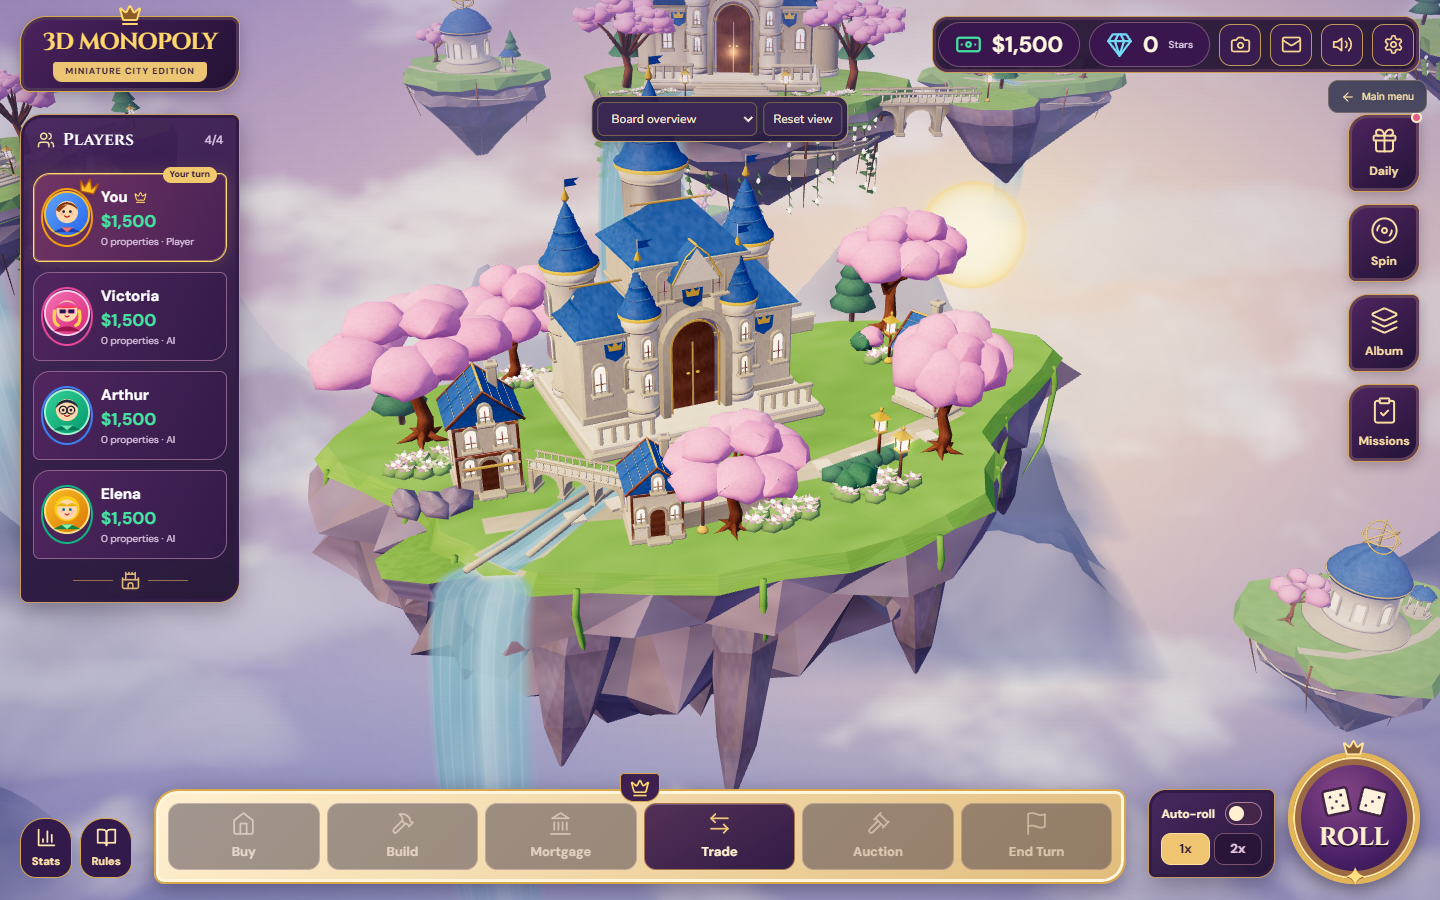 3D MONOPOLY
MINIATURE CITY EDITION
$1,500
0 Stars
Main menu
Board overview
Reset view
PLAYERS 4/4
Your turn
You
$1,500
0 properties · Player
Victoria
$1,500
0 properties · AI
Arthur
$1,500
0 properties · AI
Elena
$1,500
0 properties · AI
Daily
Spin
Album
Missions
Stats
Rules
Buy
Build
Mortgage
Trade
Auction
End Turn
Auto-roll
1x
2x
ROLL